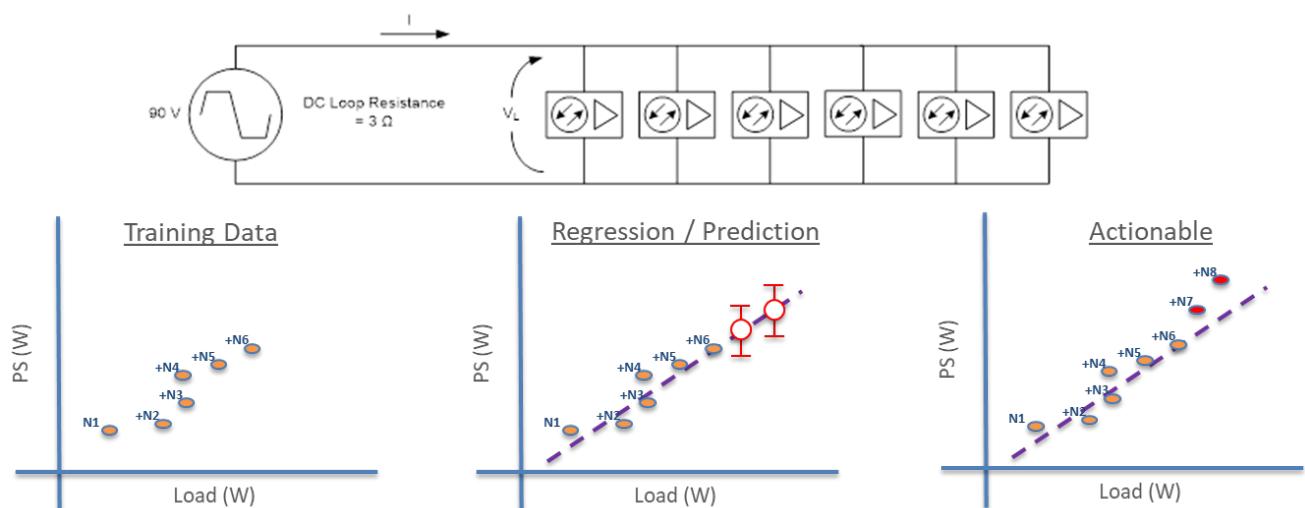 I
90 V
DC Loop Resistance
= 3 Ω
VL
Training Data
PS (W)
N1
+N2
+N3
+N4
+N5
+N6
Load (W)
Regression / Prediction
PS (W)
N1
+N2
+N3
+N4
+N5
+N6
Load (W)
Actionable
PS (W)
N1
+N2
+N3
+N4
+N5
+N6
+N7
+N8
Load (W)